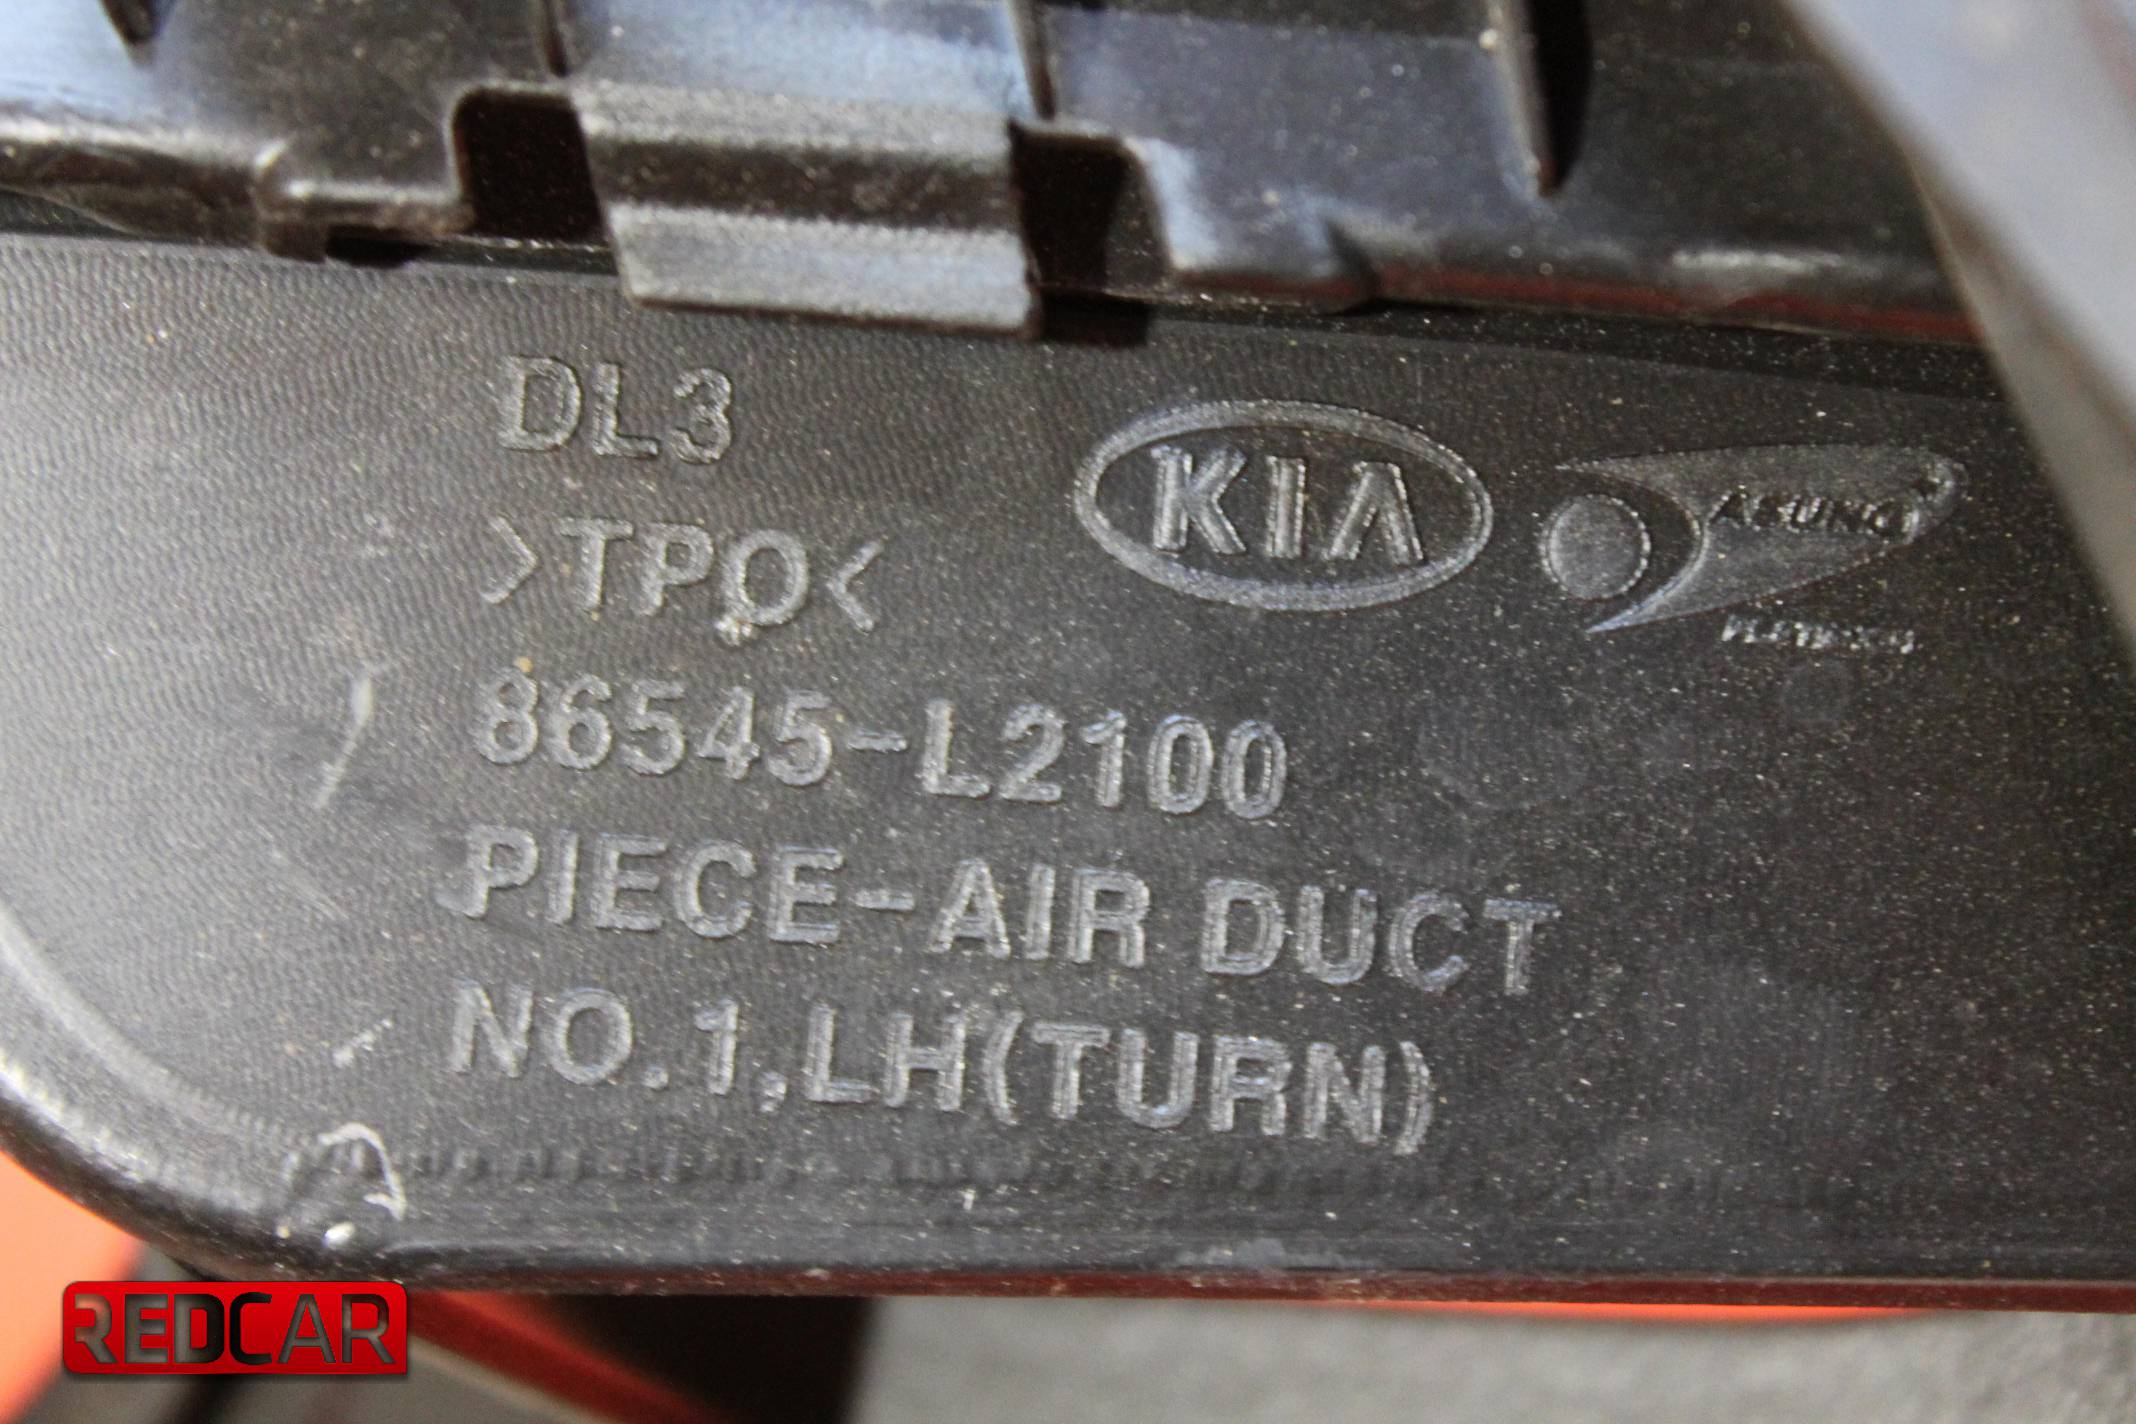 DL3
>TPO<
86545-L2100
PIECE-AIR DUCT
NO.1,LH(TURN)
KIA
REDCAR